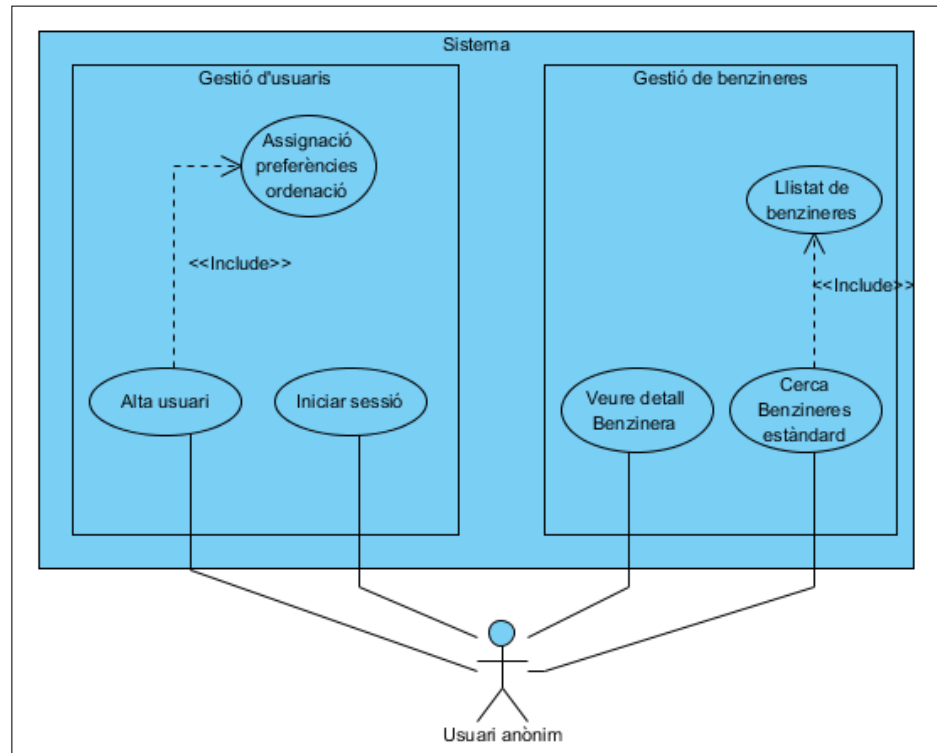 Sistema
Gestió d'usuaris
Assignació
preferències
ordenació
<<Include>>
Alta usuari
Iniciar sessió
Gestió de benzineres
Llistat de
benzineres
<<Include>>
Veure detall
Benzinera
Cerca
Benzineres
estàndard
Usuari anònim